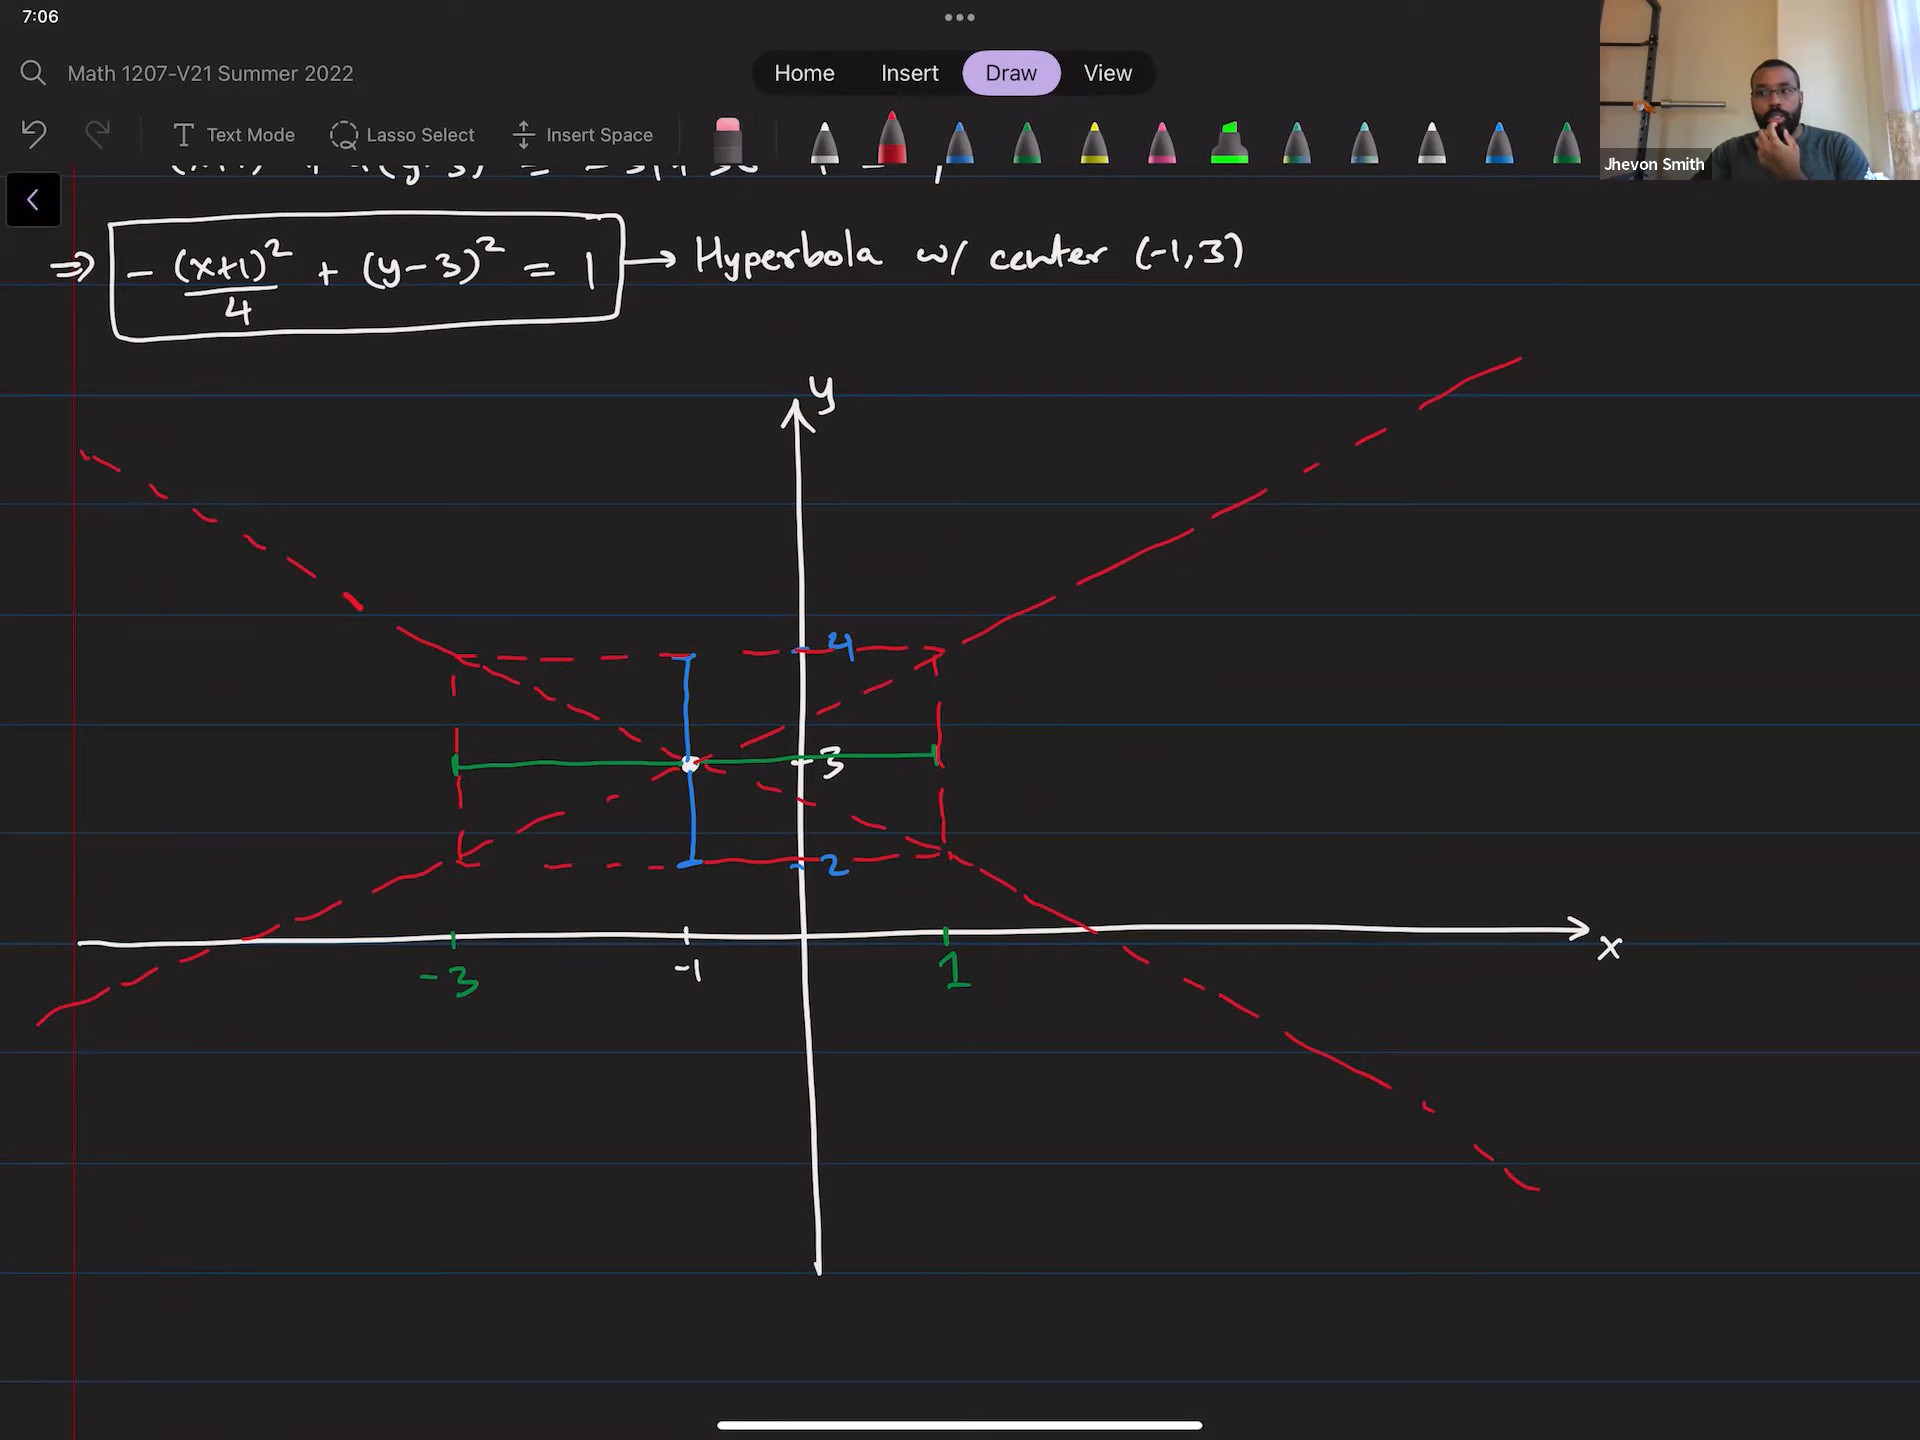 7:06
Math 1207-V21 Summer 2022
Home Insert Draw View
Text Mode Lasso Select Insert Space
Jhevon Smith
⇒ - (x+1)²/4 + (y-3)² = 1 → Hyperbola w/ center (-1,3)
y
4
3
2
x
-3 -1 1